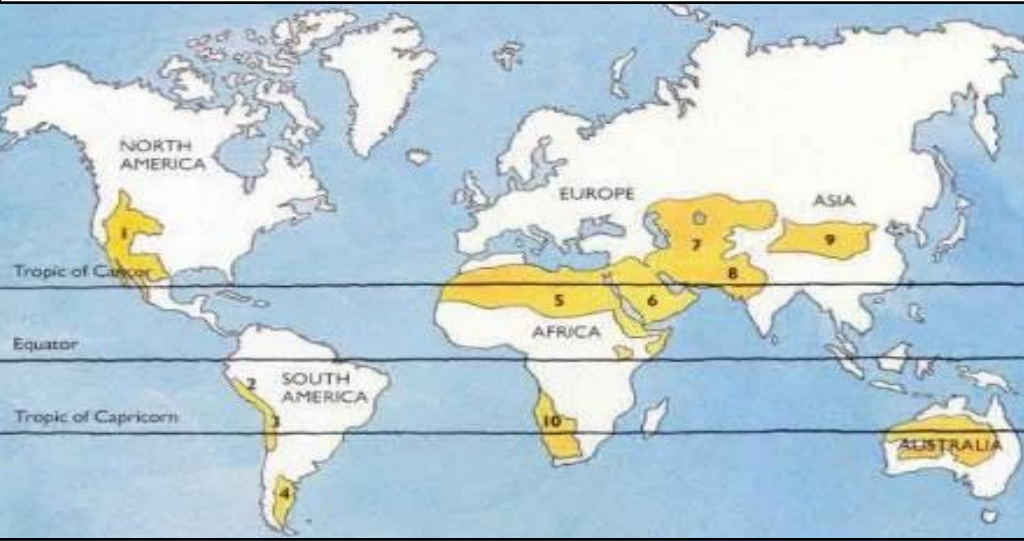 NORTH
AMERICA
EUROPE
ASIA
1
9
7
Tropic of Cancer
8
5
6
AFRICA
Equator
2
SOUTH
AMERICA
Tropic of Capricorn
3
10
AUSTRALIA
4